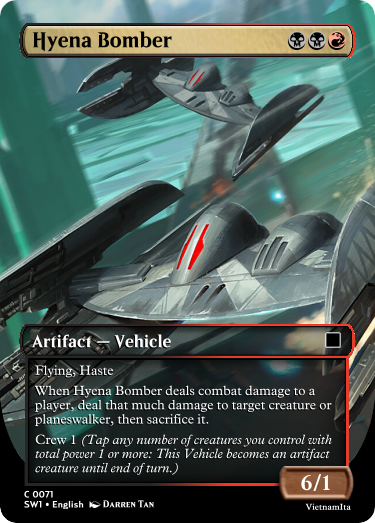 Hyena Bomber
Artifact — Vehicle
Flying, Haste
When Hyena Bomber deals combat damage to a
player, deal that much damage to target creature or
planeswalker, then sacrifice it.
Crew 1 (Tap any number of creatures you control with
total power 1 or more: This Vehicle becomes an artifact
creature until end of turn.)
6/1
C 0071
SW1 • English Darren Tan
VietnamIta